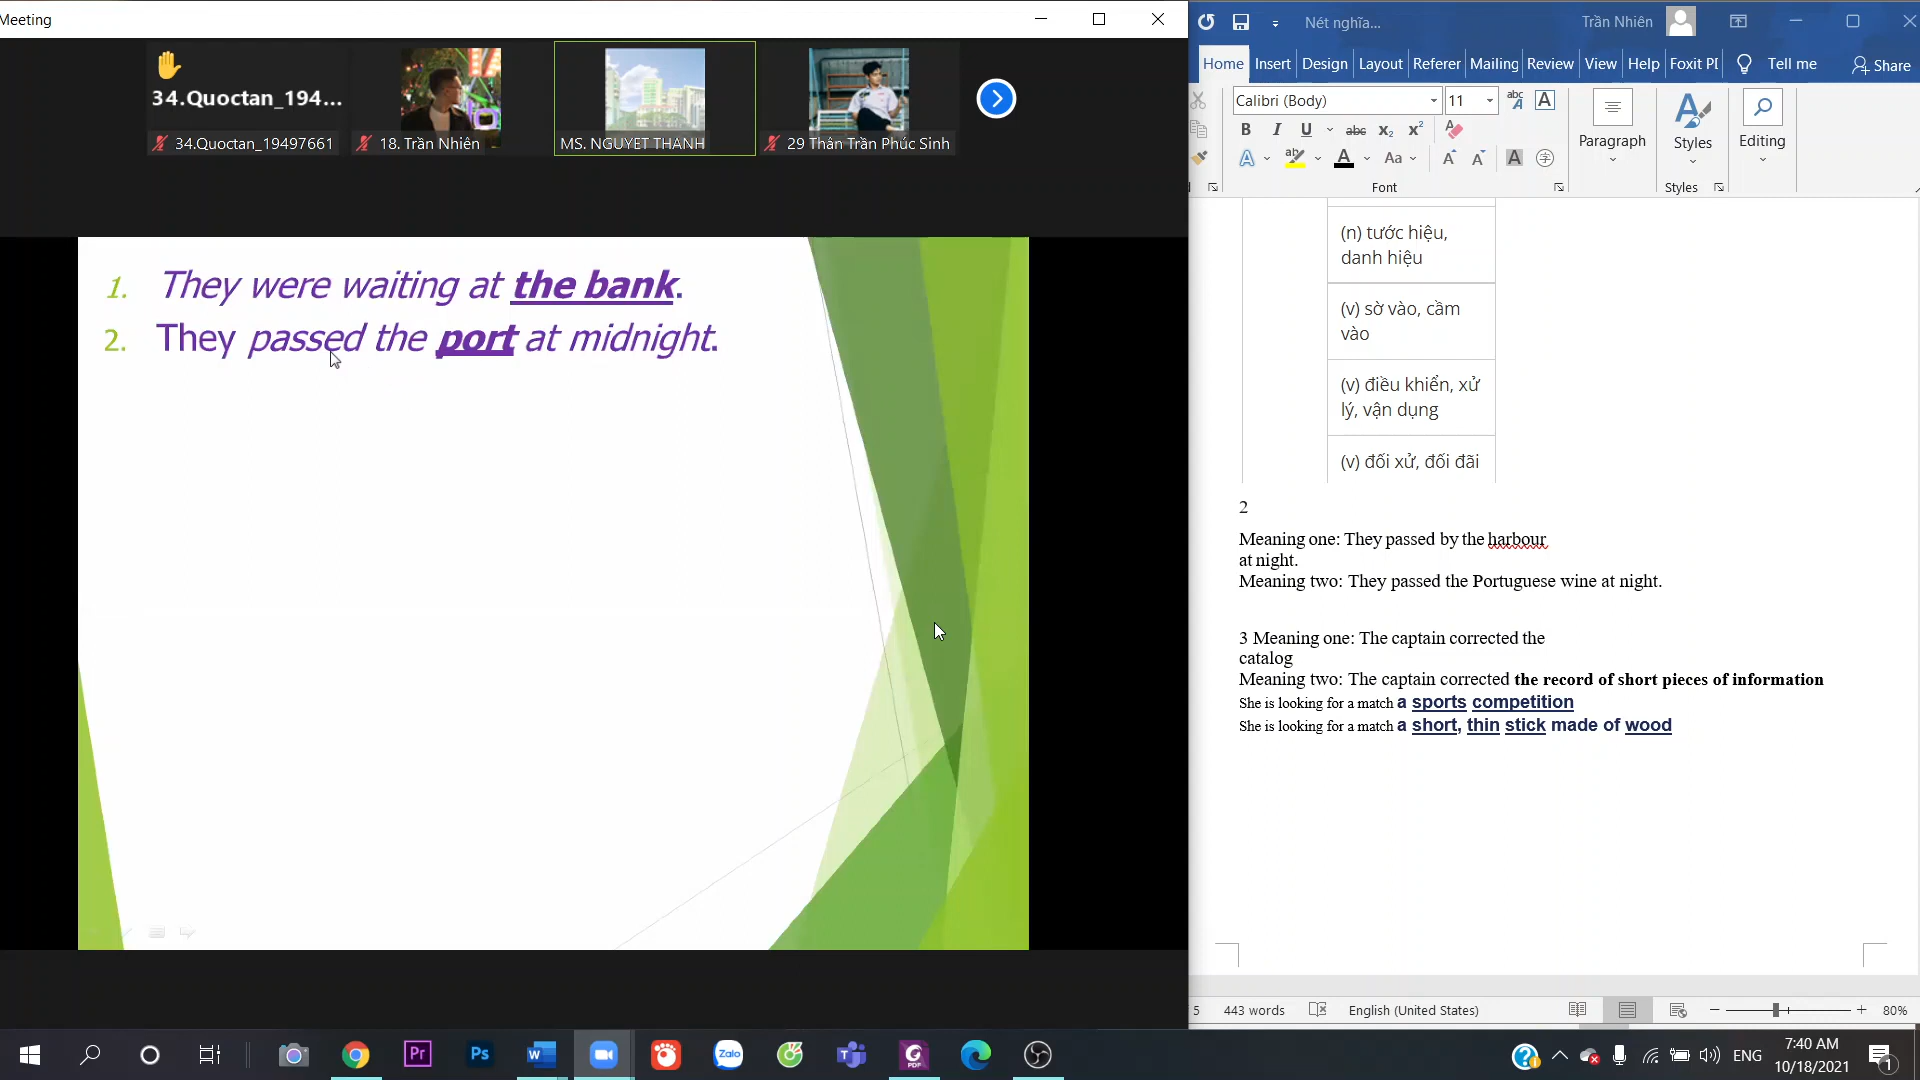 Meeting
34.Quoctan_194...
34.Quoctan_19497661
18. Trần Nhiên
MS. NGUYET THANH
29 Thân Trần Phúc Sinh
1. They were waiting at the bank.
2. They passed the port at midnight.
Nét nghĩa...
Trần Nhiên
Home Insert Design Layout Referer Mailing Review View Help Foxit PI Tell me Share
Calibri (Body) 11
Paragraph
Styles
Editing
Font
Styles
(n) tước hiệu,
danh hiệu
(v) sờ vào, cầm
vào
(v) điều khiển, xử
lý, vận dụng
(v) đối xử, đối đãi
2
Meaning one: They passed by the harbour
at night.
Meaning two: They passed the Portuguese wine at night.
3 Meaning one: The captain corrected the
catalog
Meaning two: The captain corrected the record of short pieces of information
She is looking for a match a sports competition
She is looking for a match a short, thin stick made of wood
5 443 words English (United States) 80%
Pr Ps Zalo
ENG
7:40 AM
10/18/2021
1